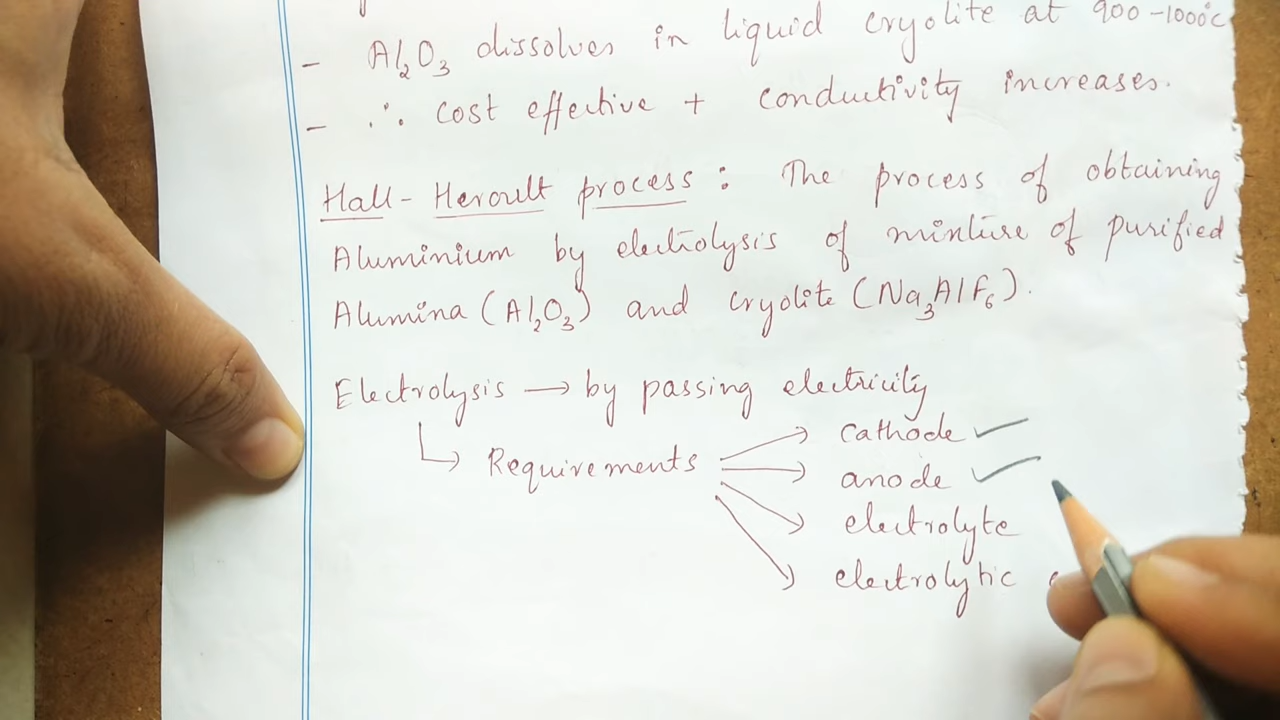 - Al₂O₃ dissolves in liquid cryolite at 900-1000°C
- ∴ cost effective + conductivity increases.
Hall-Heroult process : The process of obtaining
Aluminium by electrolysis of mixture of purified
Alumina (Al₂O₃) and cryolite (Na₃AlF₆).
Electrolysis → by passing electricity
Requirements → cathode ✓
→ anode ✓
→ electrolyte
→ electrolytic